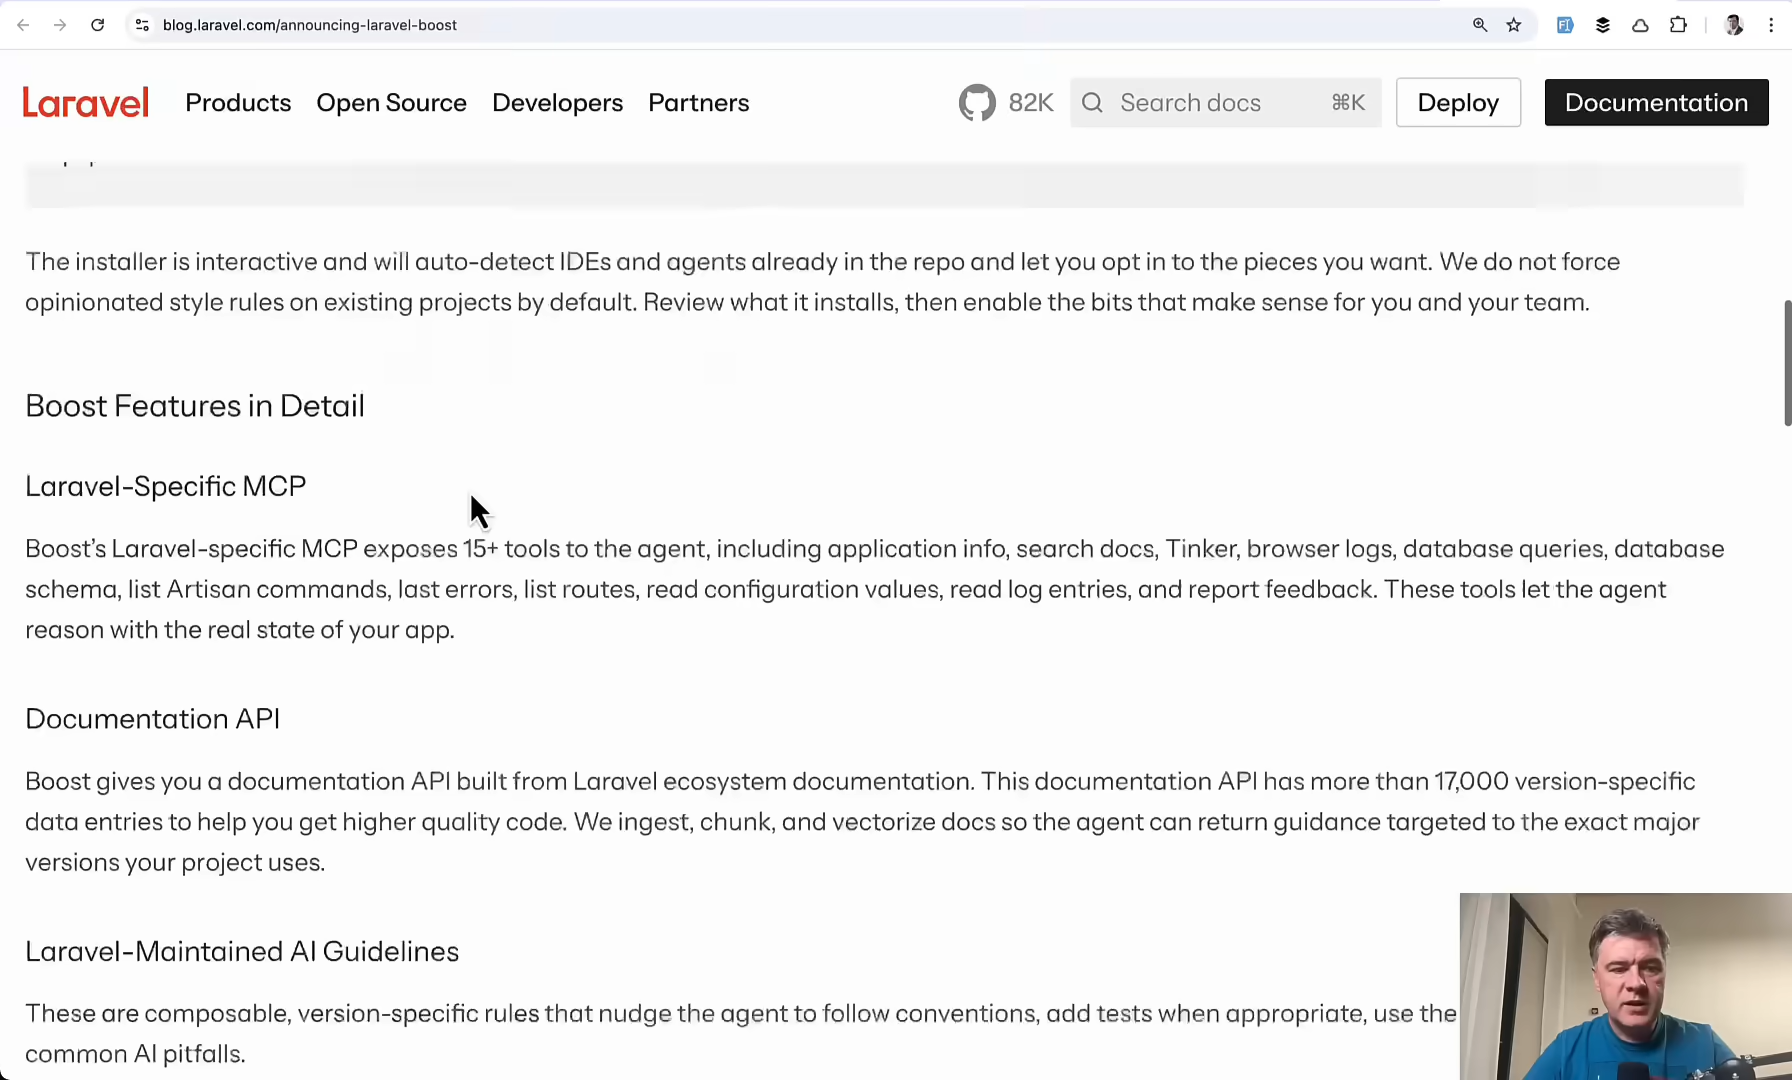 blog.laravel.com/announcing-laravel-boost
Laravel Products Open Source Developers Partners 82K Search docs ⌘K Deploy Documentation
The installer is interactive and will auto-detect IDEs and agents already in the repo and let you opt in to the pieces you want. We do not force
opinionated style rules on existing projects by default. Review what it installs, then enable the bits that make sense for you and your team.
Boost Features in Detail
Laravel-Specific MCP
Boost’s Laravel-specific MCP exposes 15+ tools to the agent, including application info, search docs, Tinker, browser logs, database queries, database
schema, list Artisan commands, last errors, list routes, read configuration values, read log entries, and report feedback. These tools let the agent
reason with the real state of your app.
Documentation API
Boost gives you a documentation API built from Laravel ecosystem documentation. This documentation API has more than 17,000 version-specific
data entries to help you get higher quality code. We ingest, chunk, and vectorize docs so the agent can return guidance targeted to the exact major
versions your project uses.
Laravel-Maintained AI Guidelines
These are composable, version-specific rules that nudge the agent to follow conventions, add tests when appropriate, use the
common AI pitfalls.